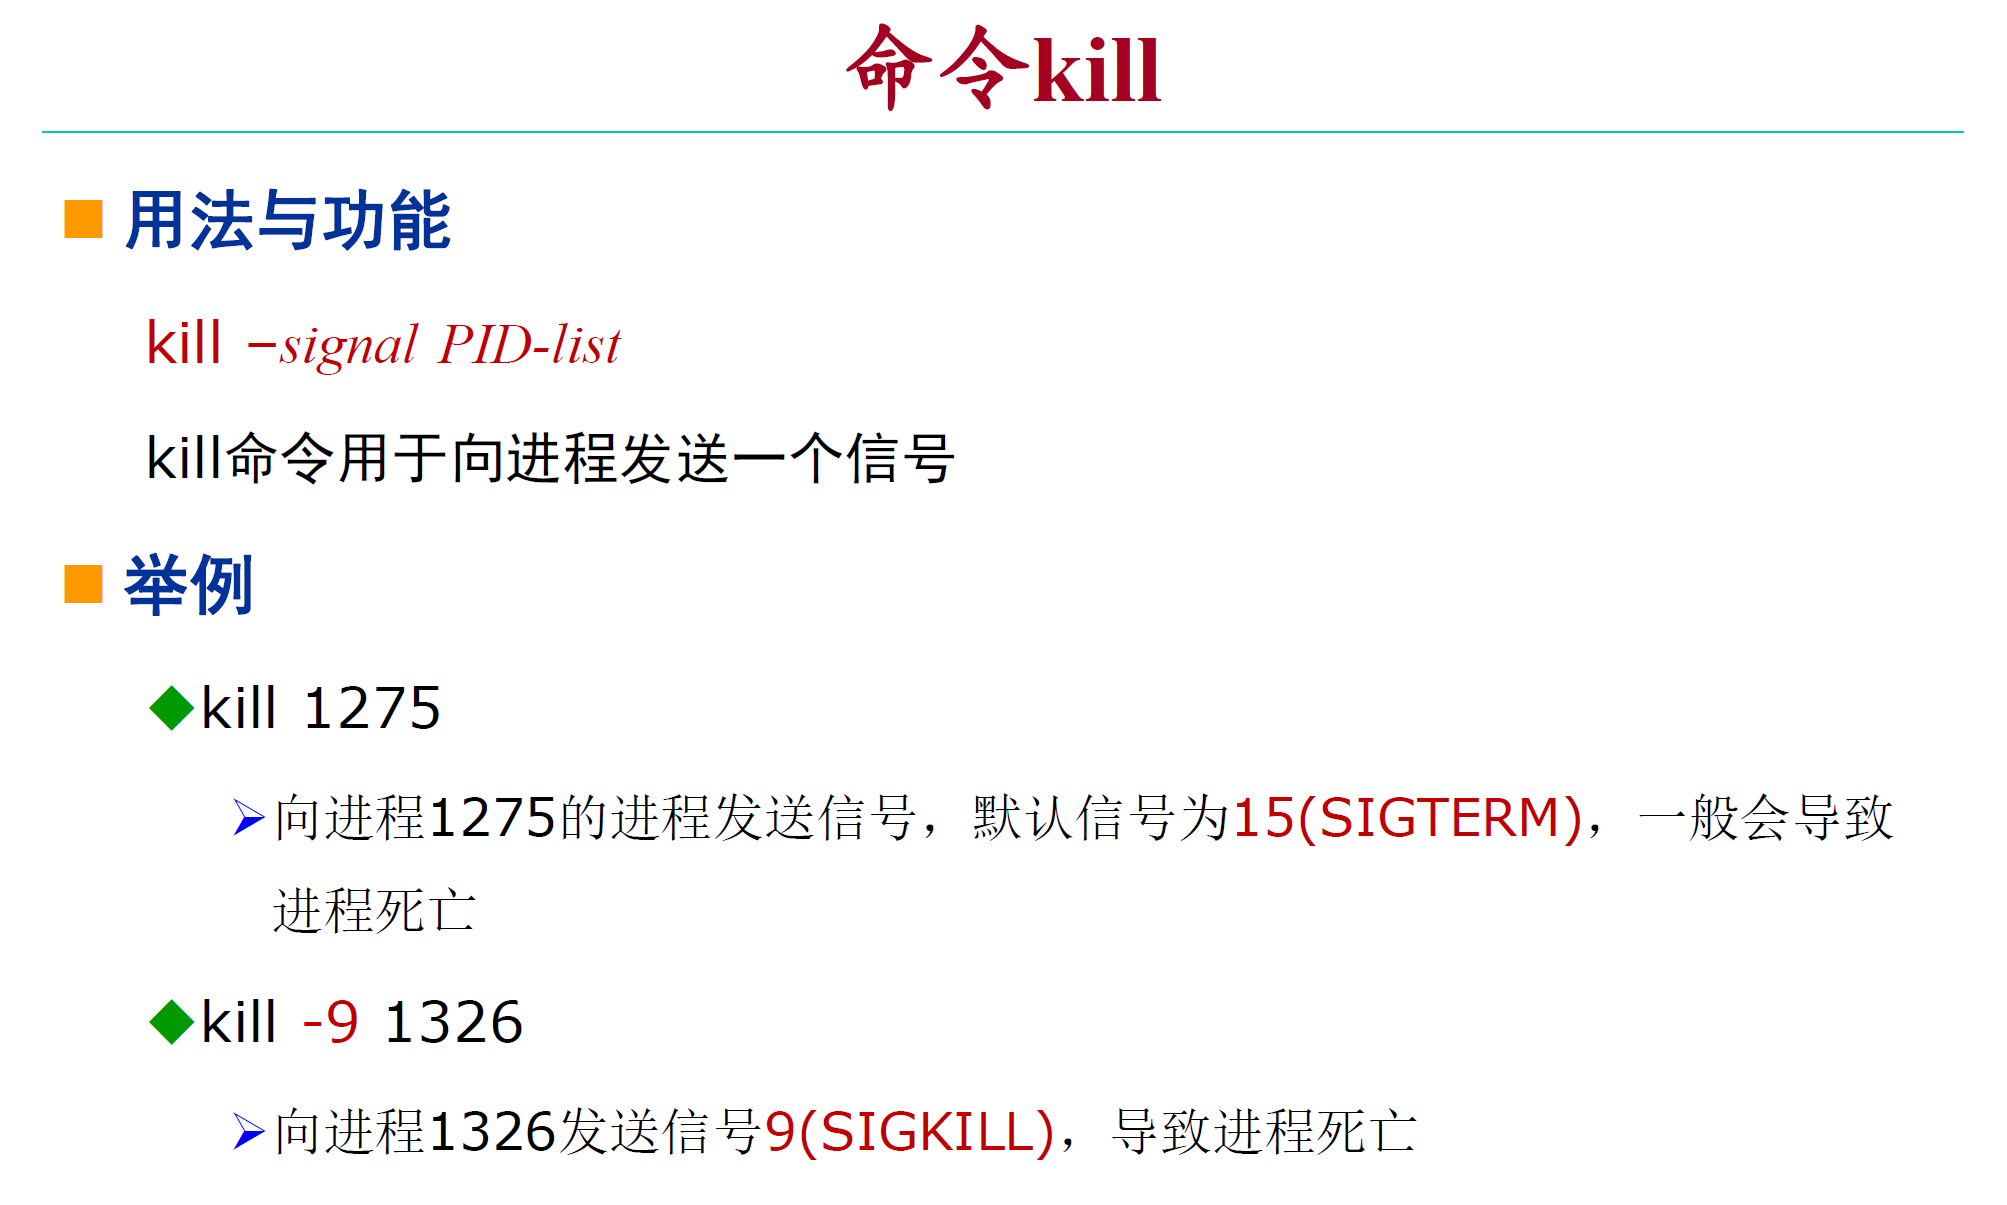 命令kill
用法与功能
kill –signal PID-list
kill命令用于向进程发送一个信号
举例
kill 1275
向进程1275的进程发送信号，默认信号为15(SIGTERM)，一般会导致
进程死亡
kill -9 1326
向进程1326发送信号9(SIGKILL)，导致进程死亡